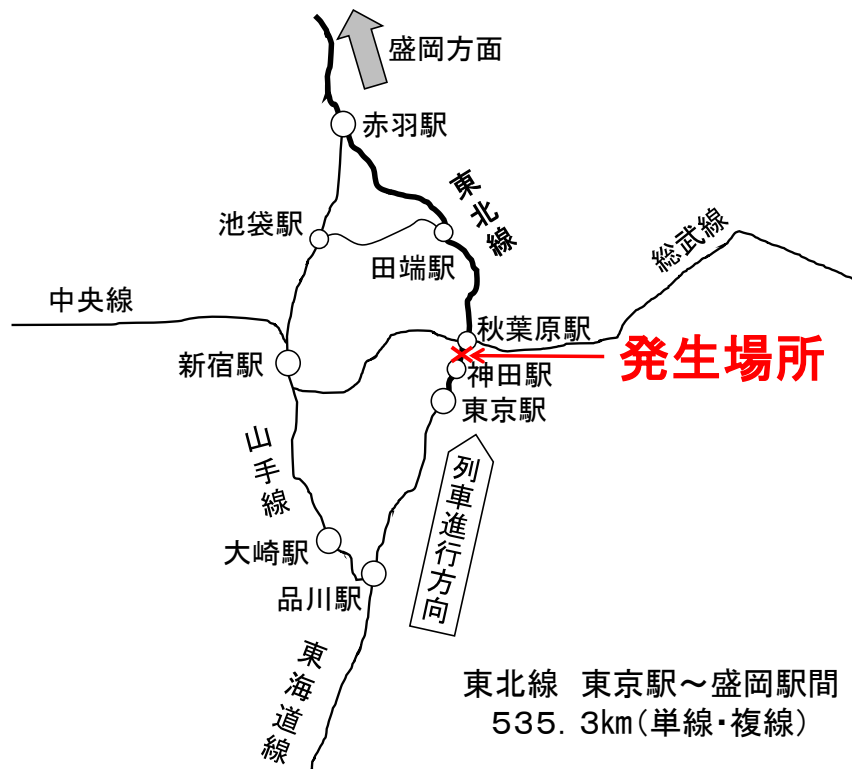 盛岡方面
赤羽駅
東北線
池袋駅
田端駅
総武線
中央線
秋葉原駅
新宿駅
発生場所
神田駅
東京駅
山手線
列車進行方向
大崎駅
品川駅
東海道線
東北線 東京駅～盛岡駅間
５３５．３㎞（単線・複線）